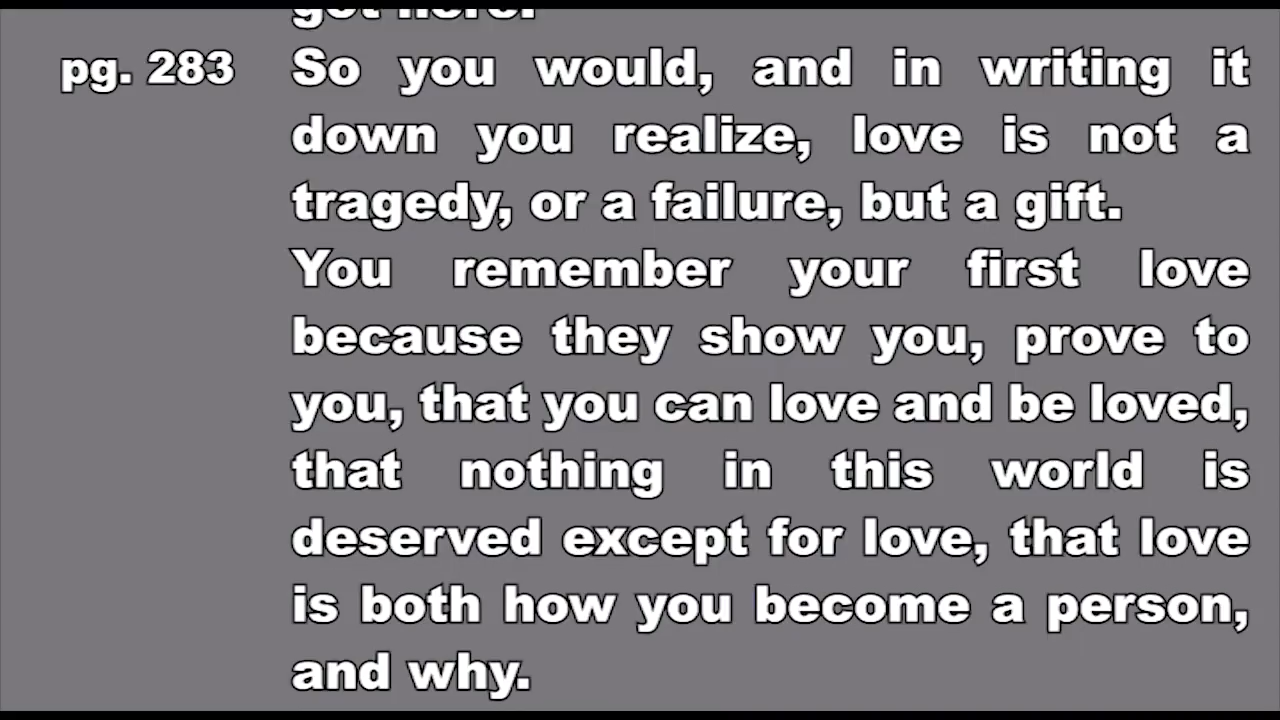 got here.
pg. 283 So you would, and in writing it
down you realize, love is not a
tragedy, or a failure, but a gift.
You remember your first love
because they show you, prove to
you, that you can love and be loved,
that nothing in this world is
deserved except for love, that love
is both how you become a person,
and why.